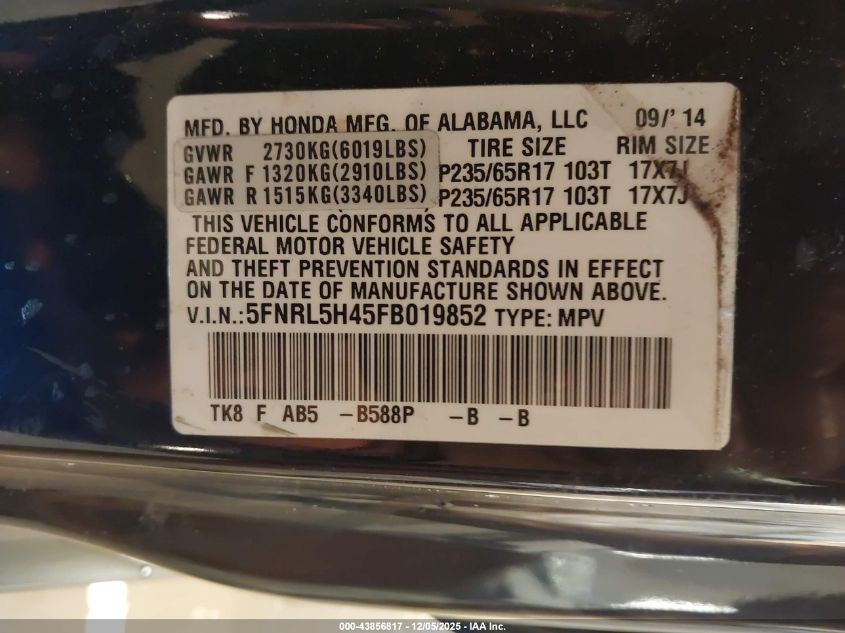 MFD. BY HONDA MFG. OF ALABAMA, LLC 09/' 14
GVWR 2730KG(6019LBS) TIRE SIZE RIM SIZE
GAWR F 1320KG(2910LBS) P235/65R17 103T 17X7J
GAWR R 1515KG(3340LBS) P235/65R17 103T 17X7J
THIS VEHICLE CONFORMS TO ALL APPLICABLE
FEDERAL MOTOR VEHICLE SAFETY
AND THEFT PREVENTION STANDARDS IN EFFECT
ON THE DATE OF MANUFACTURE SHOWN ABOVE.
V.I.N.:5FNRL5H45FB019852 TYPE: MPV
TK8 F AB5 -B588P -B -B
000-43856817 - 12/05/2025 - IAA Inc.